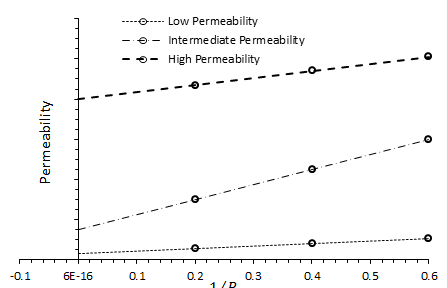 Low Permeability
Intermediate Permeability
High Permeability
Permeability
-0.1 6E-16 0.1 0.2 0.3 0.4 0.5 0.6